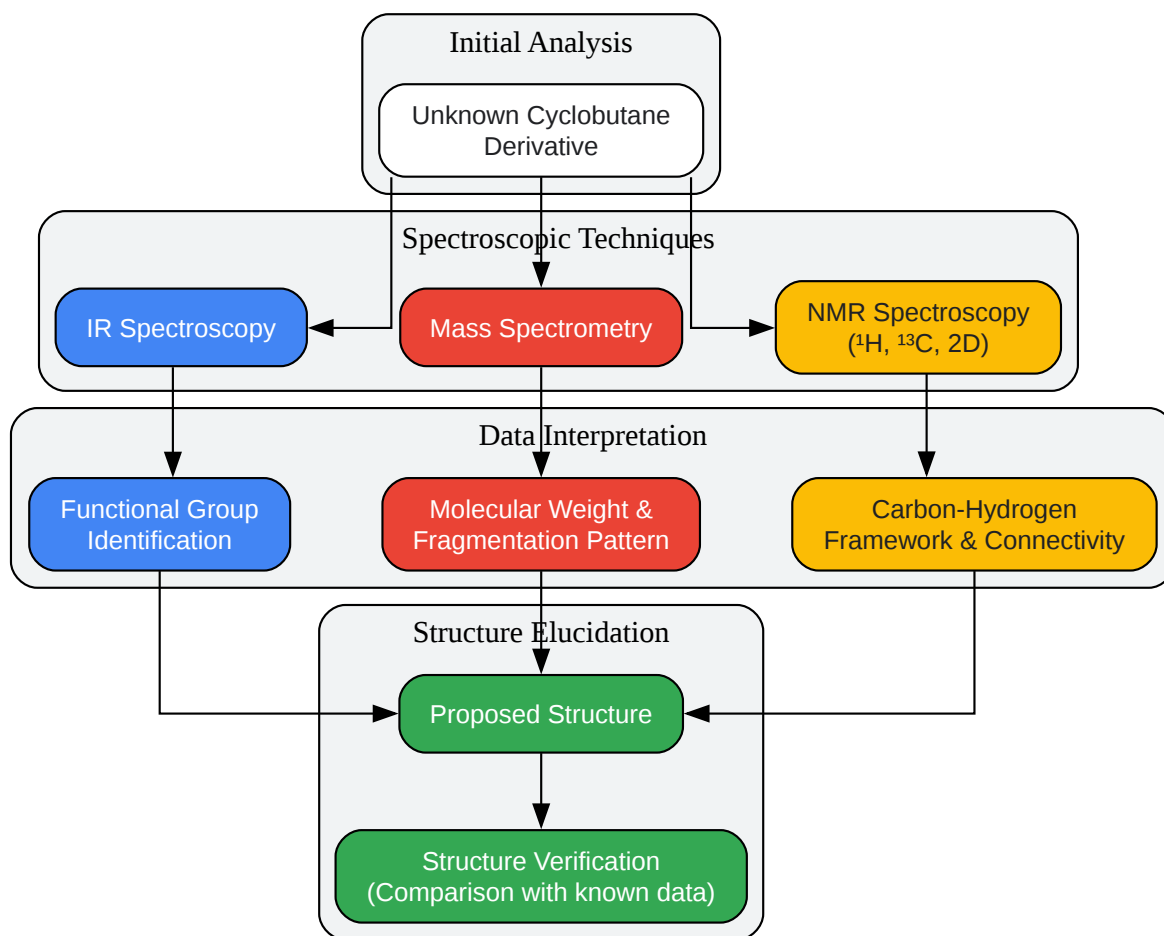 Initial Analysis
Unknown Cyclobutane
Derivative
Spectroscopic Techniques
IR Spectroscopy
Mass Spectrometry
NMR Spectroscopy
(¹H, ¹³C, 2D)
Data Interpretation
Functional Group
Identification
Molecular Weight &
Fragmentation Pattern
Carbon-Hydrogen
Framework & Connectivity
Structure Elucidation
Proposed Structure
Structure Verification
(Comparison with known data)